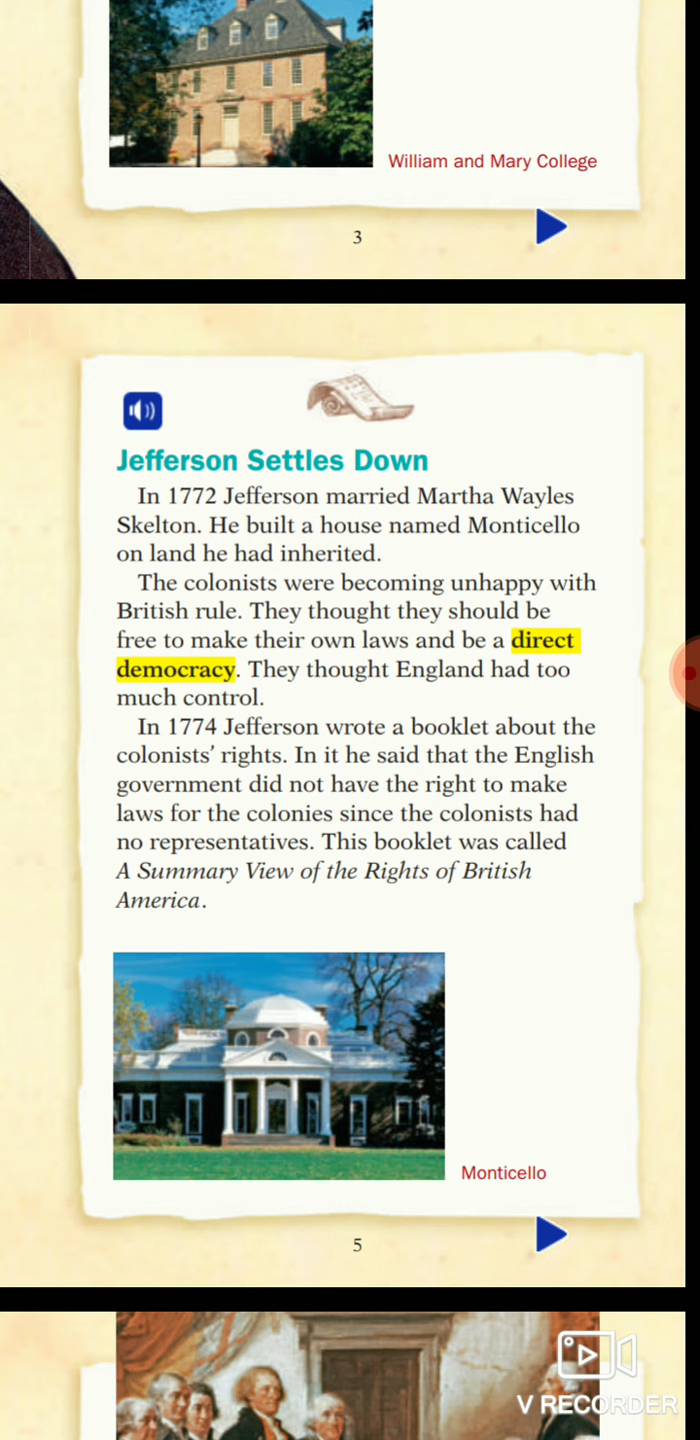 William and Mary College
3
Jefferson Settles Down
In 1772 Jefferson married Martha Wayles
Skelton. He built a house named Monticello
on land he had inherited.
The colonists were becoming unhappy with
British rule. They thought they should be
free to make their own laws and be a direct
democracy. They thought England had too
much control.
In 1774 Jefferson wrote a booklet about the
colonists' rights. In it he said that the English
government did not have the right to make
laws for the colonies since the colonists had
no representatives. This booklet was called
A Summary View of the Rights of British
America.
Monticello
5
V RECORDER